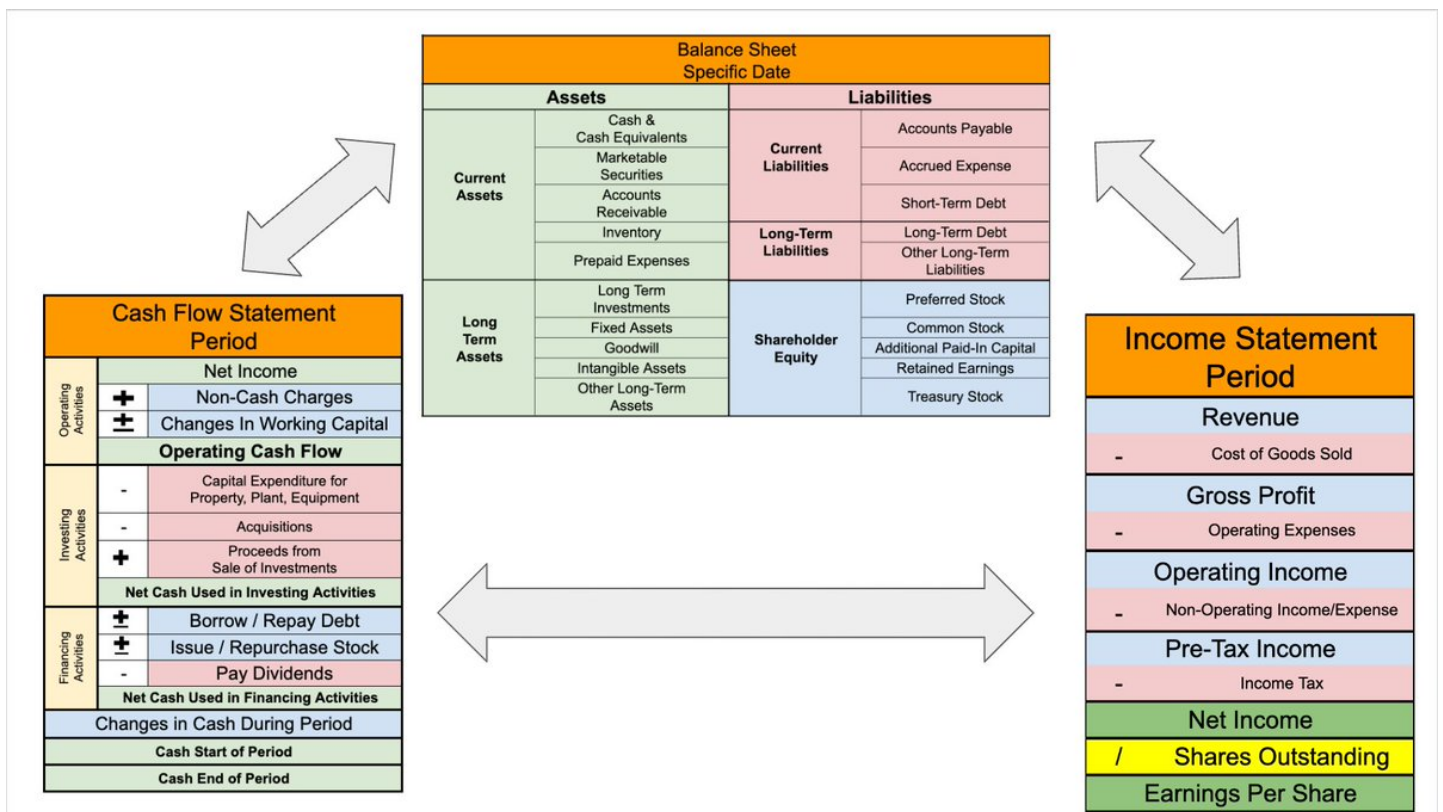 Balance Sheet
Specific Date
Assets
Liabilities
Current
Assets
Cash &
Cash Equivalents
Marketable
Securities
Accounts
Receivable
Inventory
Prepaid Expenses
Current
Liabilities
Accounts Payable
Accrued Expense
Short-Term Debt
Long-Term
Liabilities
Long-Term Debt
Other Long-Term
Liabilities
Long
Term
Assets
Long Term
Investments
Fixed Assets
Goodwill
Intangible Assets
Other Long-Term
Assets
Shareholder
Equity
Preferred Stock
Common Stock
Additional Paid-In Capital
Retained Earnings
Treasury Stock
Cash Flow Statement
Period
Operating
Activities
Net Income
+ Non-Cash Charges
± Changes In Working Capital
Operating Cash Flow
Investing
Activities
- Capital Expenditure for
Property, Plant, Equipment
- Acquisitions
+ Proceeds from
Sale of Investments
Net Cash Used in Investing Activities
Financing
Activities
± Borrow / Repay Debt
± Issue / Repurchase Stock
- Pay Dividends
Net Cash Used in Financing Activities
Changes in Cash During Period
Cash Start of Period
Cash End of Period
Income Statement
Period
Revenue
- Cost of Goods Sold
Gross Profit
- Operating Expenses
Operating Income
- Non-Operating Income/Expense
Pre-Tax Income
- Income Tax
Net Income
/ Shares Outstanding
Earnings Per Share